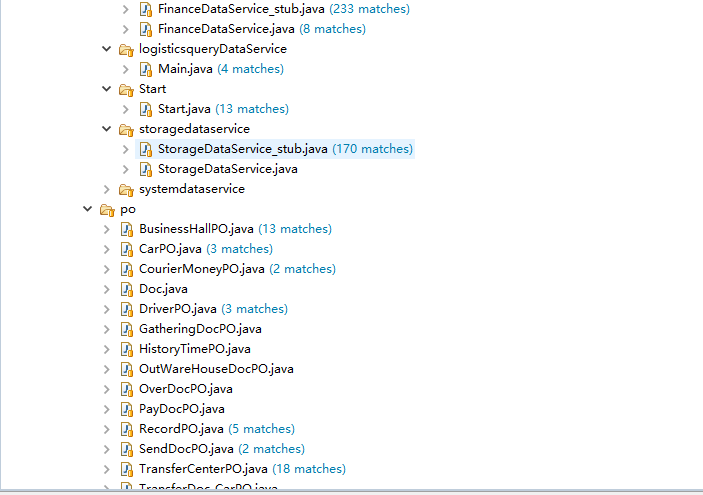 FinanceDataService_stub.java (233 matches)
FinanceDataService.java (8 matches)
logisticsqueryDataService
Main.java (4 matches)
Start
Start.java (13 matches)
storagedataservice
StorageDataService_stub.java (170 matches)
StorageDataService.java
systemdataservice
po
BusinessHallPO.java (13 matches)
CarPO.java (3 matches)
CourierMoneyPO.java (2 matches)
Doc.java
DriverPO.java (3 matches)
GatheringDocPO.java
HistoryTimePO.java
OutWareHouseDocPO.java
OverDocPO.java
PayDocPO.java
RecordPO.java (5 matches)
SendDocPO.java (2 matches)
TransferCenterPO.java (18 matches)
TransferDoc_CarPO.java